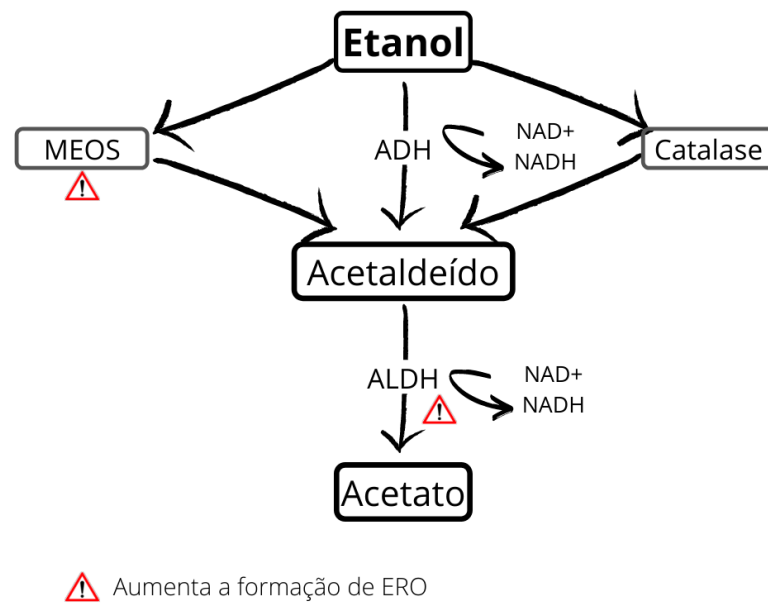 Etanol
MEOS
ADH
NAD+
NADH
Catalase
Acetaldeído
ALDH
NAD+
NADH
Acetato
Aumenta a formação de ERO